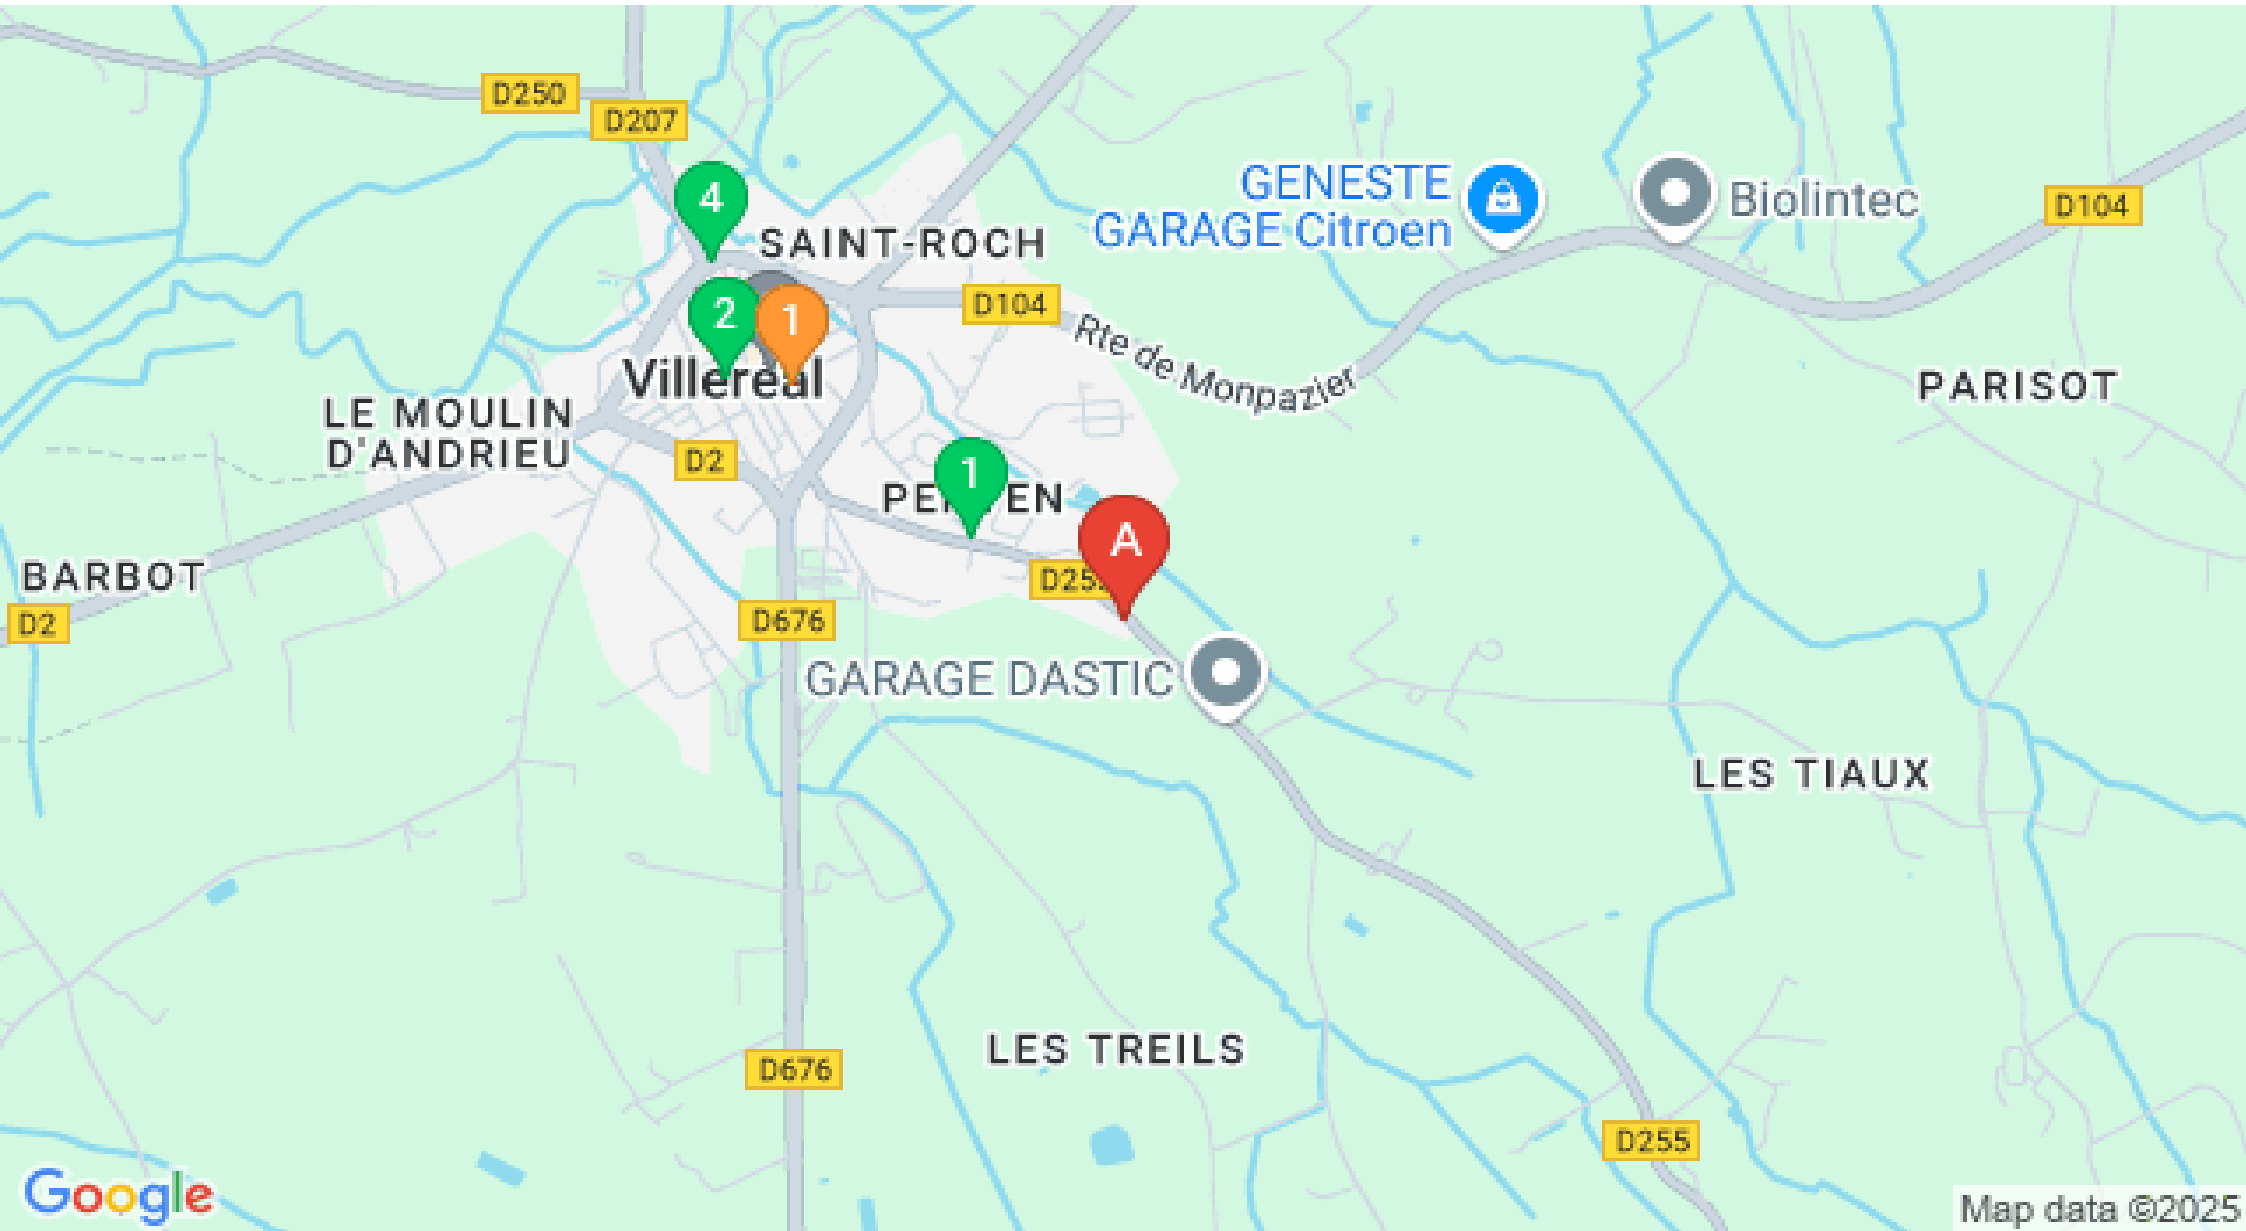 D250
D207
4
GENESTE
GARAGE Citroen
Biolintec
D104
SAINT-ROCH
2
1
D104
Rte de Monpazier
Villeréal
PARISOT
LE MOULIN
D'ANDRIEU
D2
1
A
BARBOT
D2
D676
GARAGE DASTIC
LES TIAUX
LES TREILS
D676
D255
Google
Map data ©2025